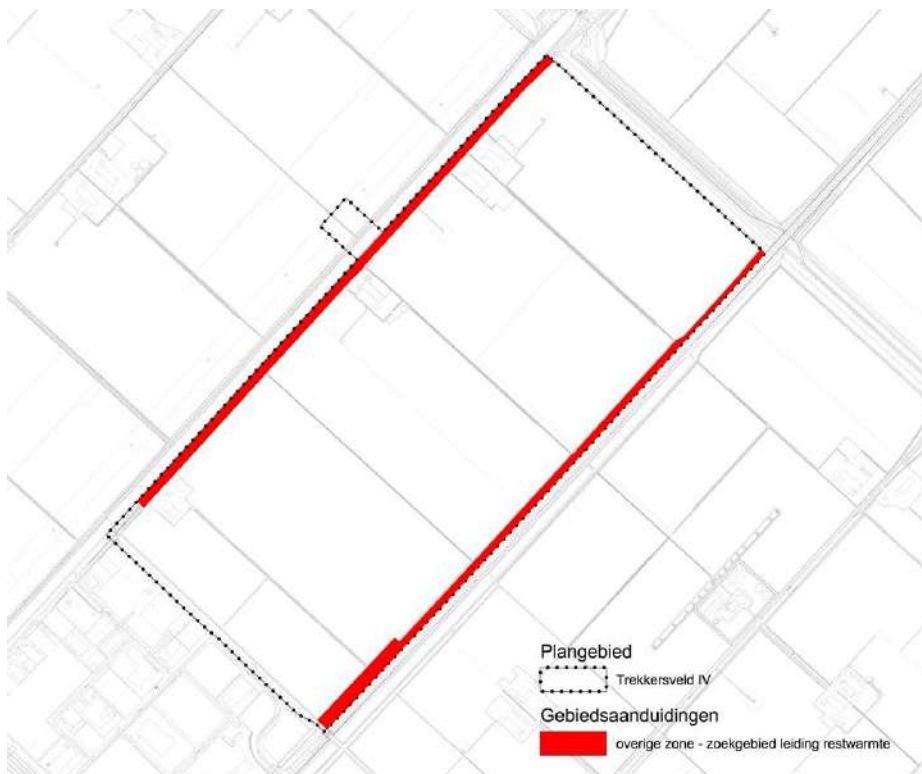 Plangebied
Trekkersveld IV
Gebiedsaanduidingen
overige zone - zoekgebied leiding restwarmte